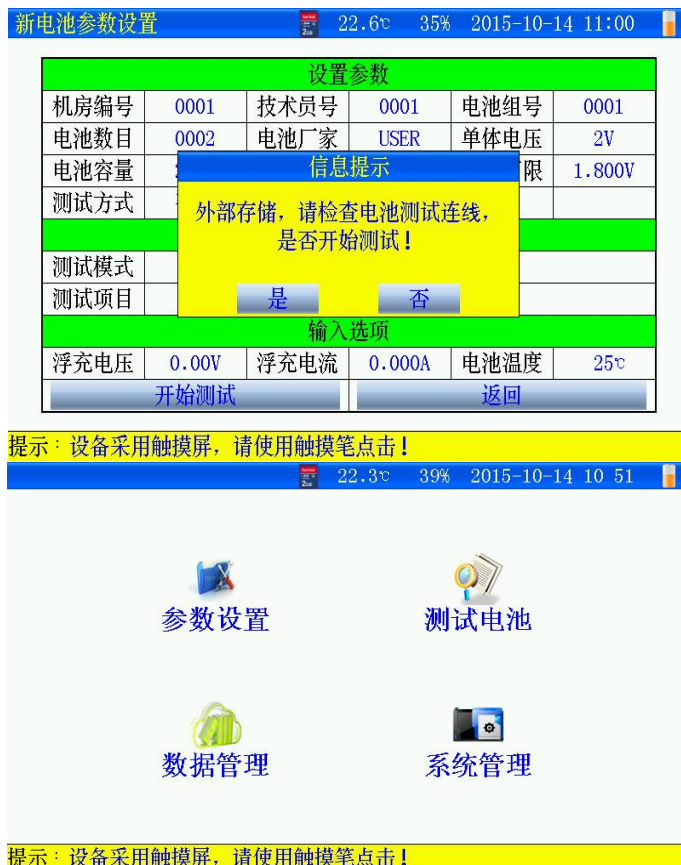 新电池参数设置 22.6℃ 35% 2015-10-14 11:00
设置参数
机房编号 0001 技术员号 0001 电池组号 0001
电池数目 0002 电池厂家 USER 单体电压 2V
电池容量 信息提示 限 1.800V
测试方式
外部存储，请检查电池测试连线，
是否开始测试！
测试模式
测试项目 是 否
输入选项
浮充电压 0.00V 浮充电流 0.000A 电池温度 25℃
开始测试 返回
提示：设备采用触摸屏，请使用触摸笔点击！
22.3℃ 39% 2015-10-14 10 51
参数设置 测试电池
数据管理 系统管理
提示：设备采用触摸屏，请使用触摸笔点击！